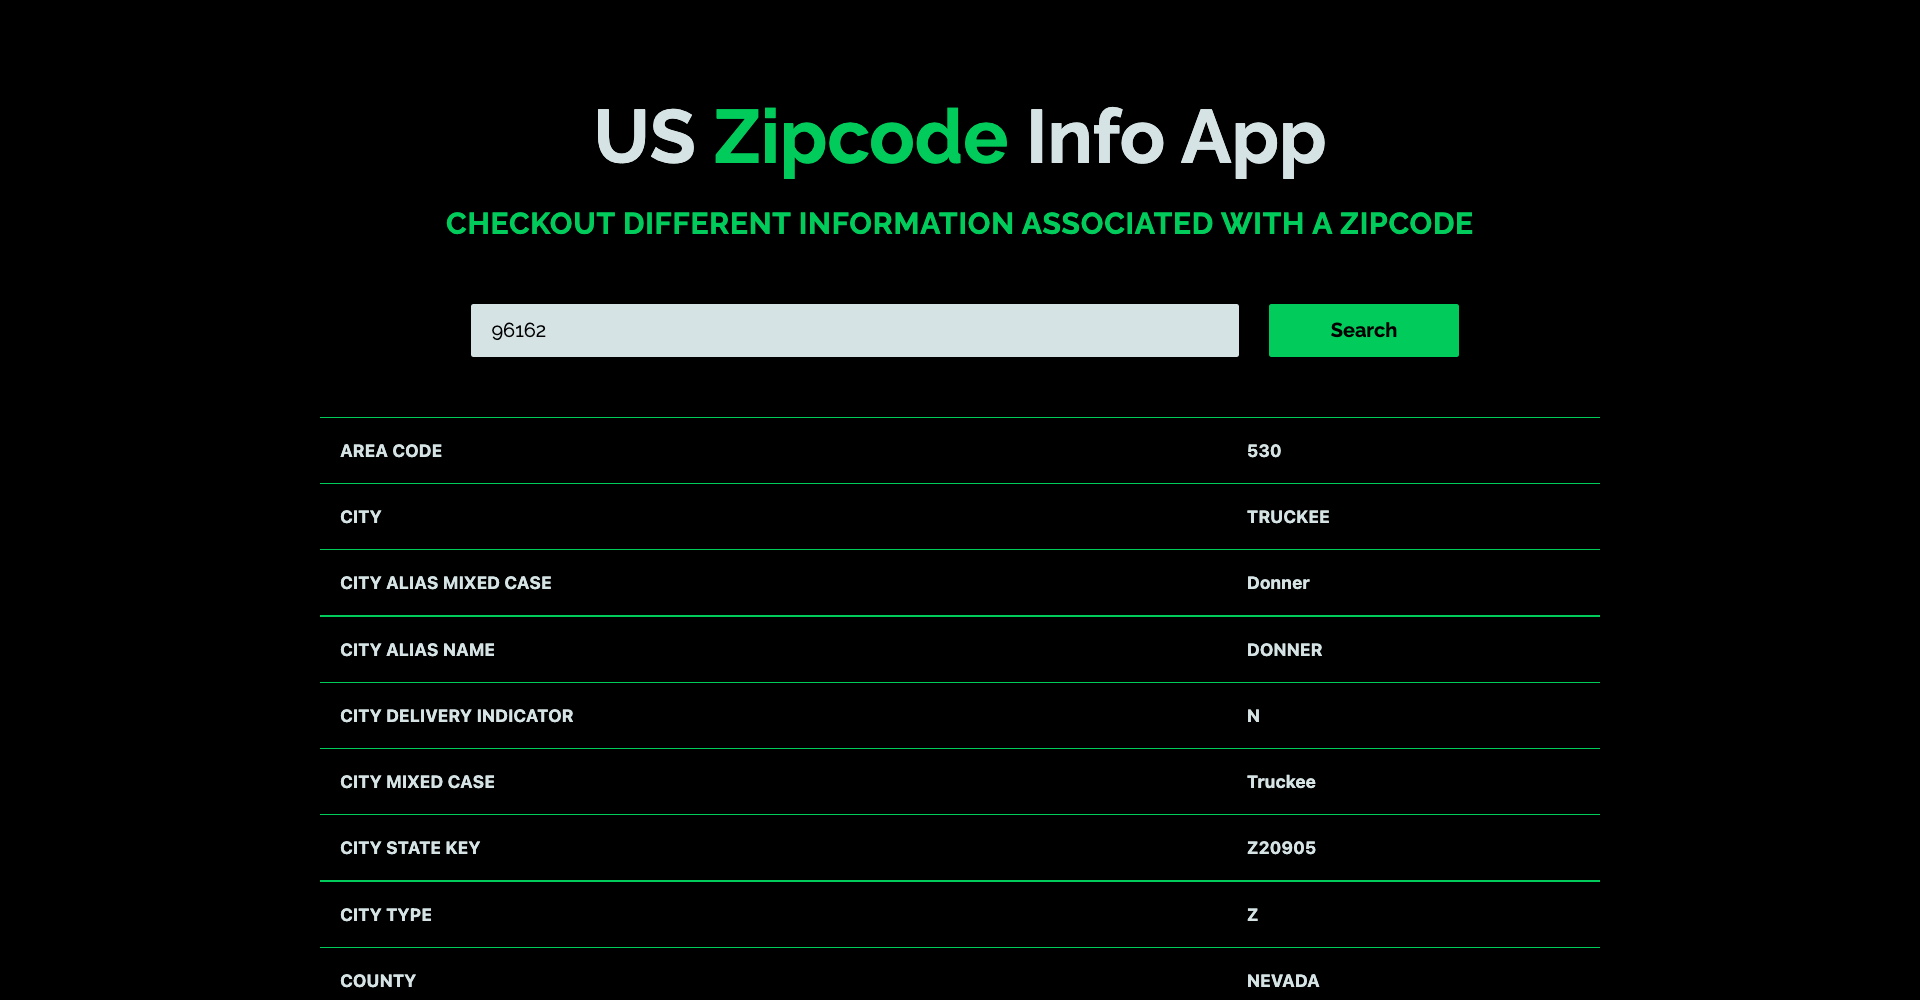 US Zipcode Info App
CHECKOUT DIFFERENT INFORMATION ASSOCIATED WITH A ZIPCODE
96162 Search
AREA CODE 530
CITY TRUCKEE
CITY ALIAS MIXED CASE Donner
CITY ALIAS NAME DONNER
CITY DELIVERY INDICATOR N
CITY MIXED CASE Truckee
CITY STATE KEY Z20905
CITY TYPE Z
COUNTY NEVADA